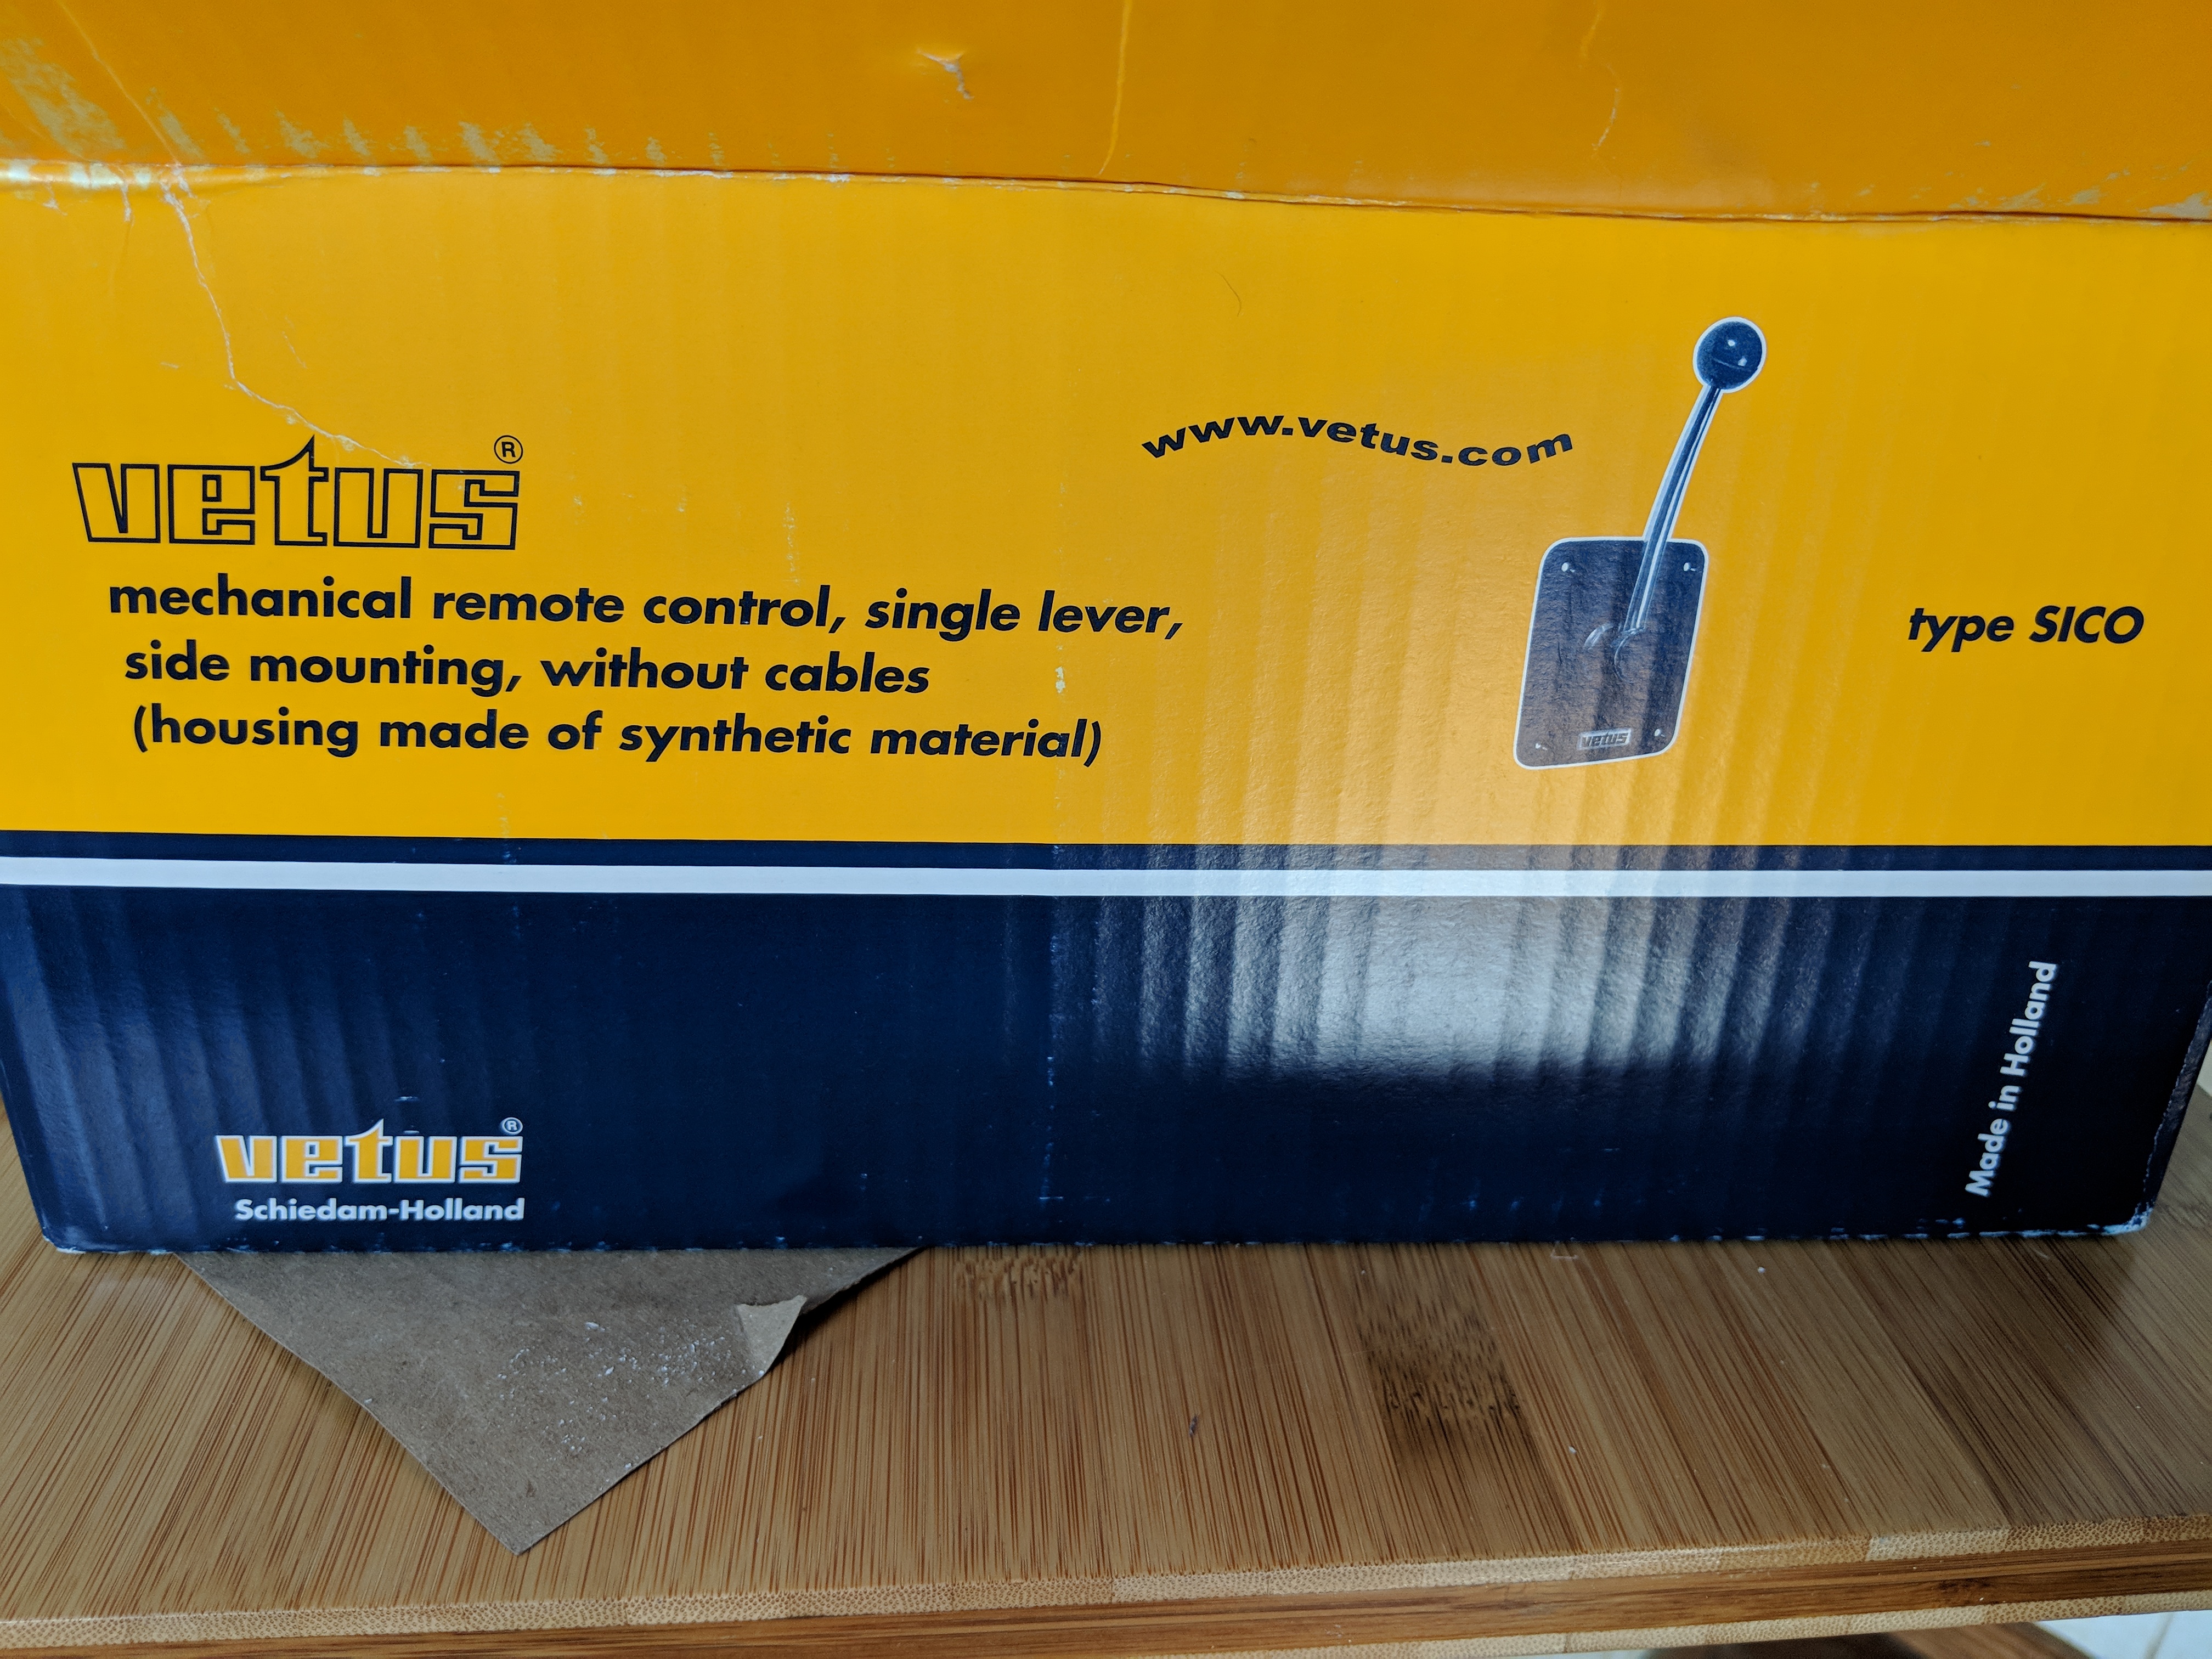 vetus®
mechanical remote control, single lever,
side mounting, without cables
(housing made of synthetic material)
www.vetus.com
vetus
type SICO
vetus®
Schiedam-Holland
Made in Holland